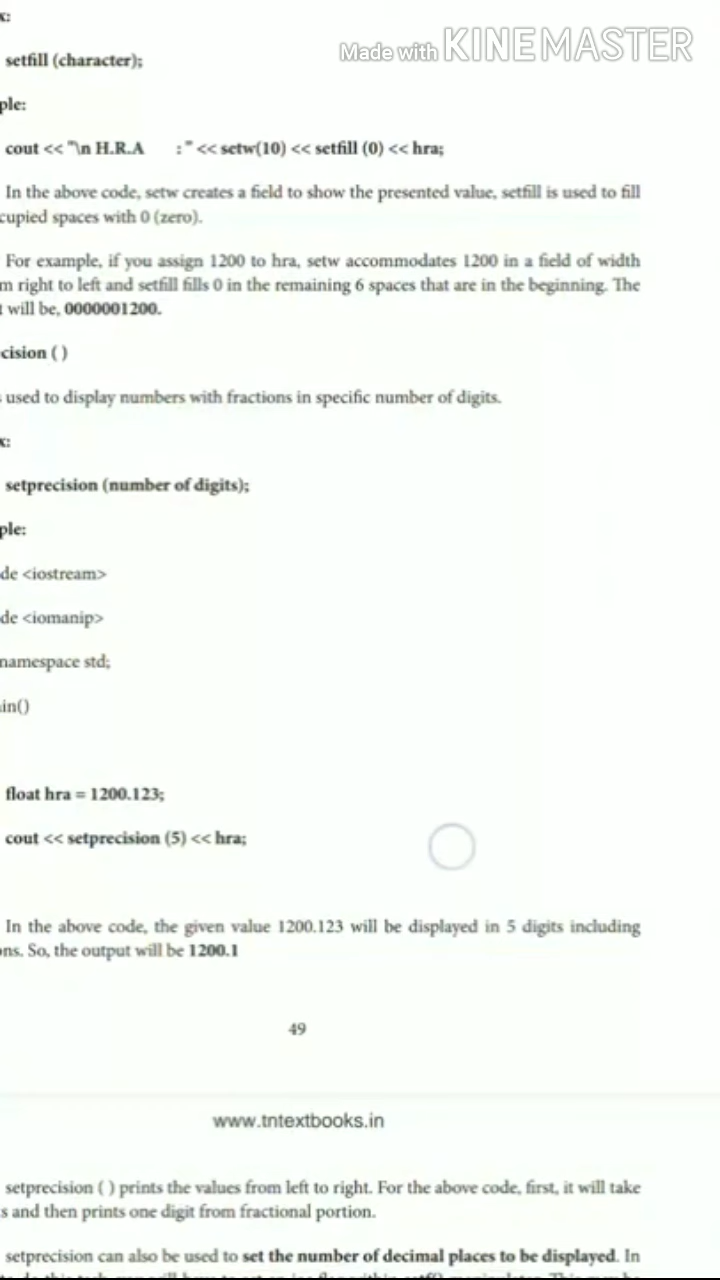 x:
Made with KINEMASTER
setfill (character);
ple:
cout << "\n H.R.A : " << setw(10) << setfill (0) << hra;
In the above code, setw creates a field to show the presented value, setfill is used to fill
cupied spaces with 0 (zero).
For example, if you assign 1200 to hra, setw accommodates 1200 in a field of width
m right to left and setfill fills 0 in the remaining 6 spaces that are in the beginning. The
t will be, 0000001200.
cision ( )
used to display numbers with fractions in specific number of digits.
x:
setprecision (number of digits);
ple:
de <iostream>
de <iomanip>
namespace std;
in()
float hra = 1200.123;
cout << setprecision (5) << hra;
In the above code, the given value 1200.123 will be displayed in 5 digits including
ns. So, the output will be 1200.1
49
www.tntextbooks.in
setprecision ( ) prints the values from left to right. For the above code, first, it will take
s and then prints one digit from fractional portion.
setprecision can also be used to set the number of decimal places to be displayed. In